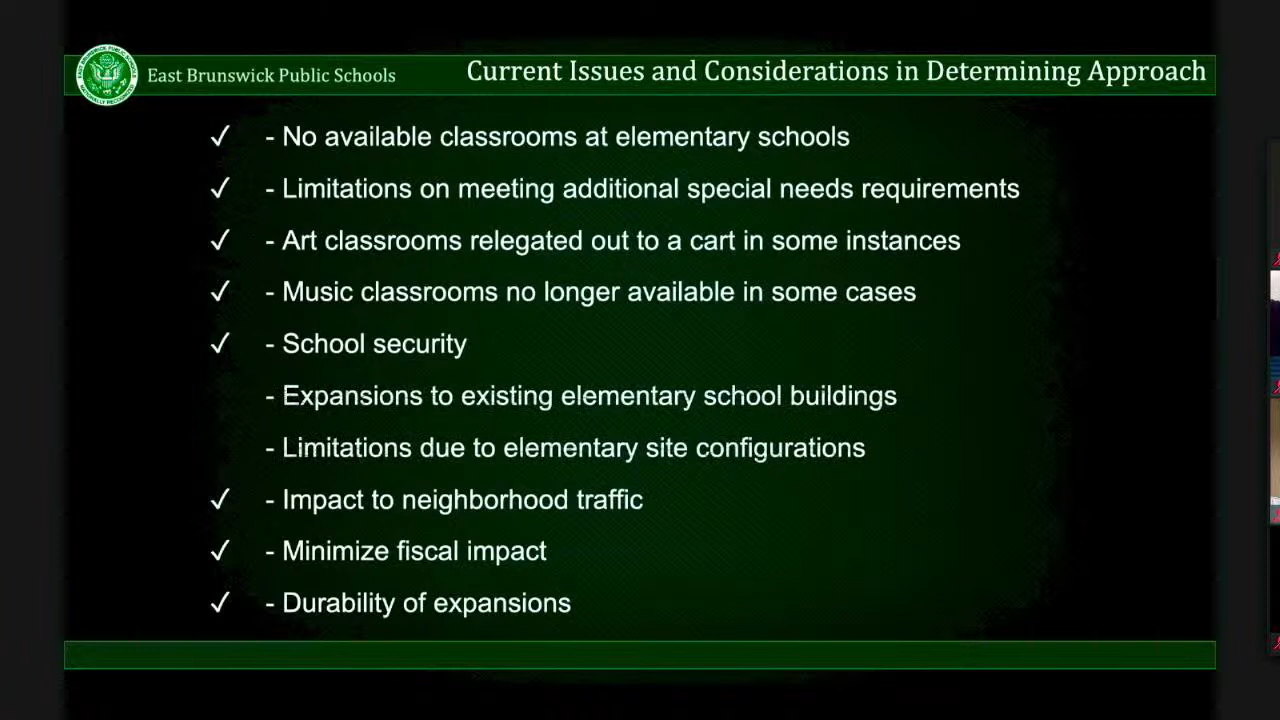 East Brunswick Public Schools
Current Issues and Considerations in Determining Approach
✓ - No available classrooms at elementary schools
✓ - Limitations on meeting additional special needs requirements
✓ - Art classrooms relegated out to a cart in some instances
✓ - Music classrooms no longer available in some cases
✓ - School security
- Expansions to existing elementary school buildings
- Limitations due to elementary site configurations
✓ - Impact to neighborhood traffic
✓ - Minimize fiscal impact
✓ - Durability of expansions